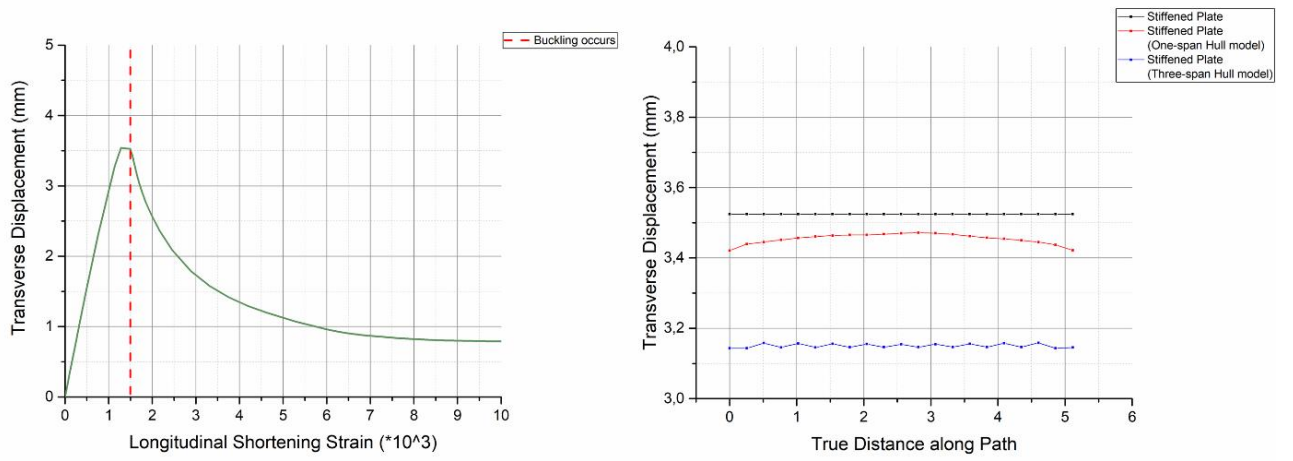 Transverse Displacement (mm)
5
4
3
2
1
0
0 1 2 3 4 5 6 7 8 9 10
Longitudinal Shortening Strain (*10^3)
Buckling occurs
Transverse Displacement (mm)
4,0
3,8
3,6
3,4
3,2
3,0
0 1 2 3 4 5 6
True Distance along Path
Stiffened Plate
Stiffened Plate
(One-span Hull model)
Stiffened Plate
(Three-span Hull model)